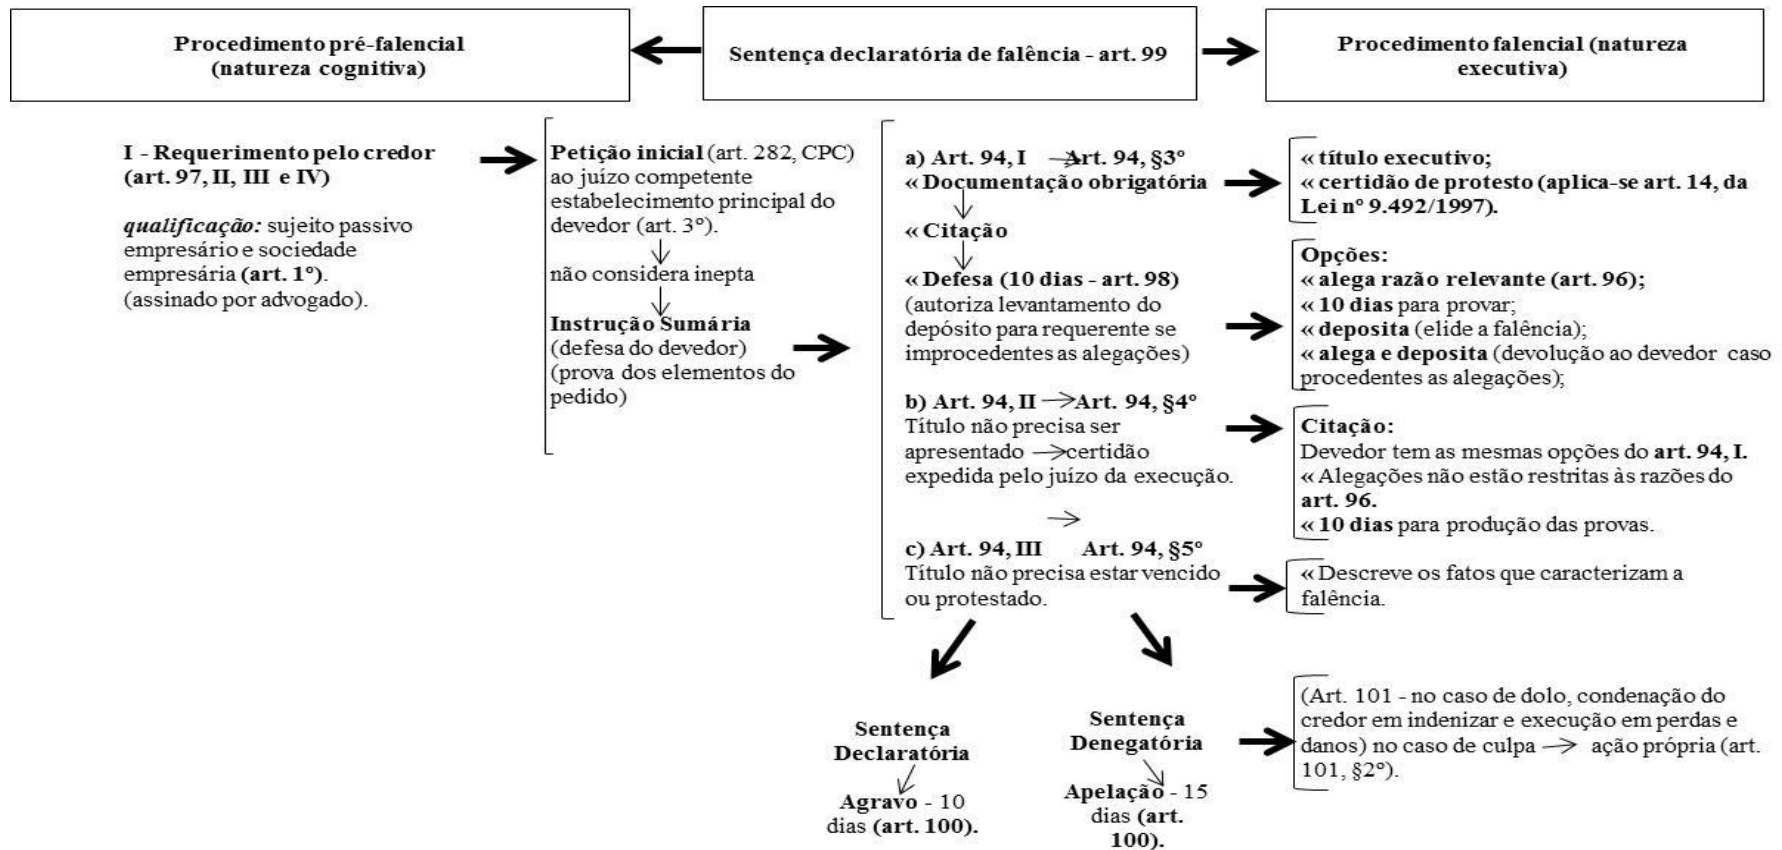 Procedimento pré-falencial
(natureza cognitiva)
Sentença declaratória de falência - art. 99
Procedimento falencial (natureza
executiva)
I - Requerimento pelo credor
(art. 97, II, III e IV)
qualificação: sujeito passivo
empresário e sociedade
empresária (art. 1º).
(assinado por advogado).
Petição inicial (art. 282, CPC)
ao juízo competente
estabelecimento principal do
devedor (art. 3º).
não considera inepta
Instrução Sumária
(defesa do devedor)
(prova dos elementos do
pedido)
a) Art. 94, I → Art. 94, §3º
« Documentação obrigatória
« Citação
« Defesa (10 dias - art. 98)
(autoriza levantamento do
depósito para requerente se
improcedentes as alegações)
b) Art. 94, II → Art. 94, §4º
Título não precisa ser
apresentado → certidão
expedida pelo juízo da execução.
c) Art. 94, III → Art. 94, §5º
Título não precisa estar vencido
ou protestado.
« título executivo;
« certidão de protesto (aplica-se art. 14, da
Lei nº 9.492/1997).
Opções:
« alega razão relevante (art. 96);
« 10 dias para provar;
« deposita (elide a falência);
« alega e deposita (devolução ao devedor caso
procedentes as alegações);
Citação:
Devedor tem as mesmas opções do art. 94, I.
« Alegações não estão restritas às razões do
art. 96.
« 10 dias para produção das provas.
« Descreve os fatos que caracterizam a
falência.
Sentença
Declaratória
Agravo - 10
dias (art. 100).
Sentença
Denegatória
Apelação - 15
dias (art.
100).
(Art. 101 - no caso de dolo, condenação do
credor em indenizar e execução em perdas e
danos) no caso de culpa → ação própria (art.
101, §2º).